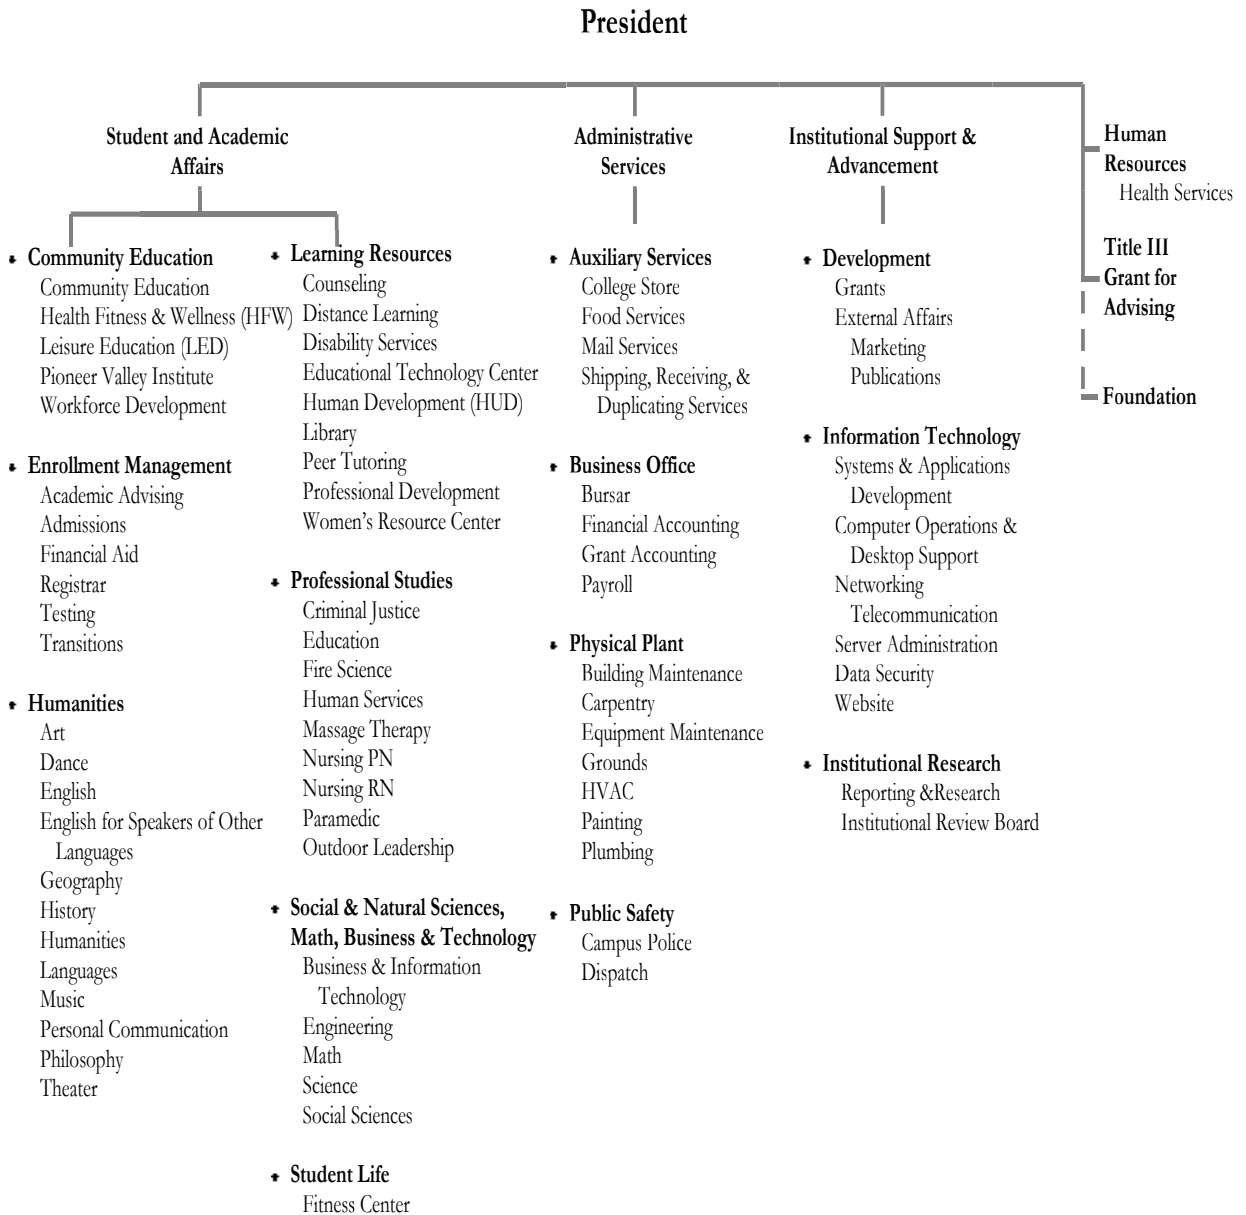 President
Student and Academic
Affairs
Administrative
Services
Institutional Support &
Advancement
Human
Resources
Health Services
Title III
Grant for
Advising
Foundation
Community Education
Community Education
Health Fitness & Wellness (HFW)
Leisure Education (LED)
Pioneer Valley Institute
Workforce Development
Enrollment Management
Academic Advising
Admissions
Financial Aid
Registrar
Testing
Transitions
Humanities
Art
Dance
English
English for Speakers of Other
Languages
Geography
History
Humanities
Languages
Music
Personal Communication
Philosophy
Theater
Learning Resources
Counseling
Distance Learning
Disability Services
Educational Technology Center
Human Development (HUD)
Library
Peer Tutoring
Professional Development
Women's Resource Center
Professional Studies
Criminal Justice
Education
Fire Science
Human Services
Massage Therapy
Nursing PN
Nursing RN
Paramedic
Outdoor Leadership
Social & Natural Sciences,
Math, Business & Technology
Business & Information
Technology
Engineering
Math
Science
Social Sciences
Student Life
Fitness Center
Auxiliary Services
College Store
Food Services
Mail Services
Shipping, Receiving, &
Duplicating Services
Business Office
Bursar
Financial Accounting
Grant Accounting
Payroll
Physical Plant
Building Maintenance
Carpentry
Equipment Maintenance
Grounds
HVAC
Painting
Plumbing
Public Safety
Campus Police
Dispatch
Development
Grants
External Affairs
Marketing
Publications
Information Technology
Systems & Applications
Development
Computer Operations &
Desktop Support
Networking
Telecommunication
Server Administration
Data Security
Website
Institutional Research
Reporting &Research
Institutional Review Board